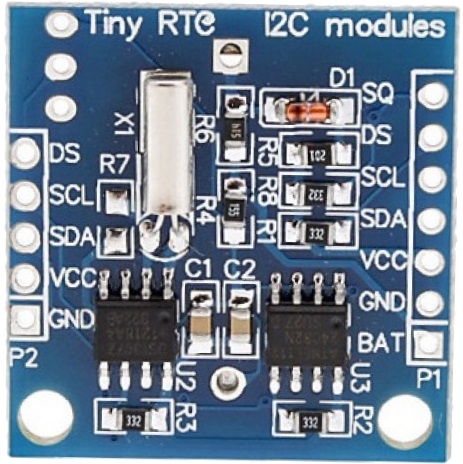 Tiny RTC I2C modules
D1
SQ
DS
SCL
SDA
VCC
GND
BAT
P1
DS
SCL
SDA
VCC
GND
P2
X1
R6
R5
R7
R4
R8
R1
C1
C2
U2
U3
R3
R2
332
332
332
332